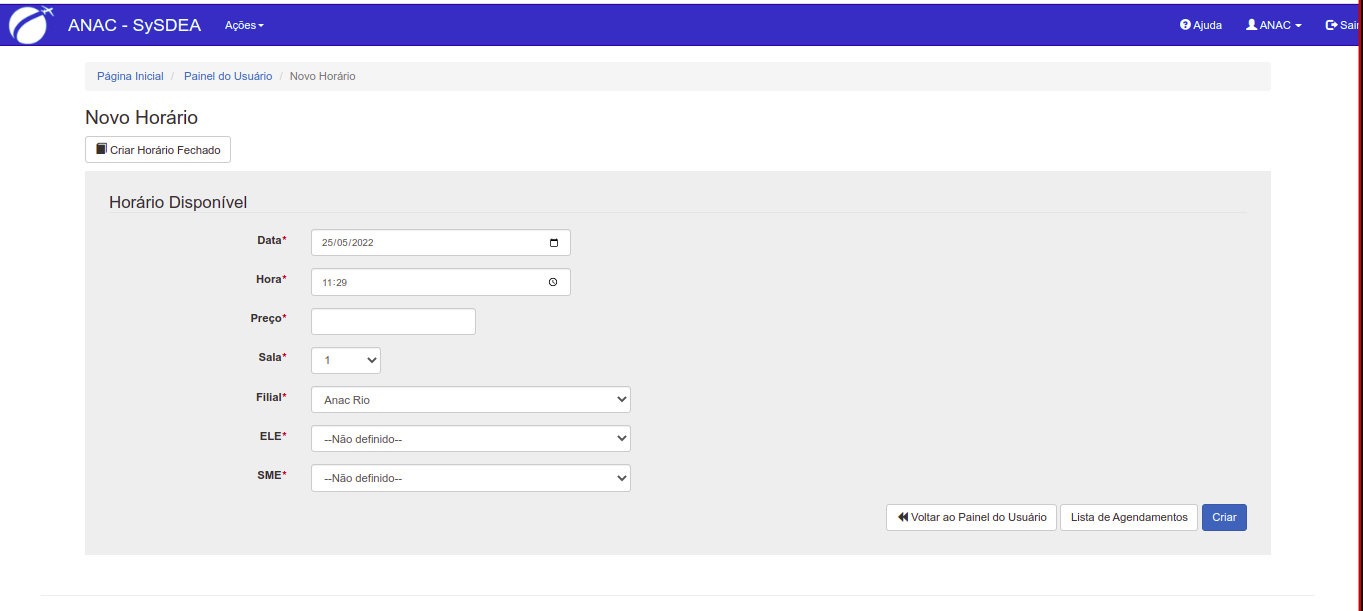 ANAC - SySDEA Ações Ajuda ANAC Sair
Página Inicial / Painel do Usuário / Novo Horário
Novo Horário
Criar Horário Fechado
Horário Disponível
Data* 25/05/2022
Hora* 11:29
Preço*
Sala* 1
Filial* Anac Rio
ELE* --Não definido--
SME* --Não definido--
Voltar ao Painel do Usuário Lista de Agendamentos Criar